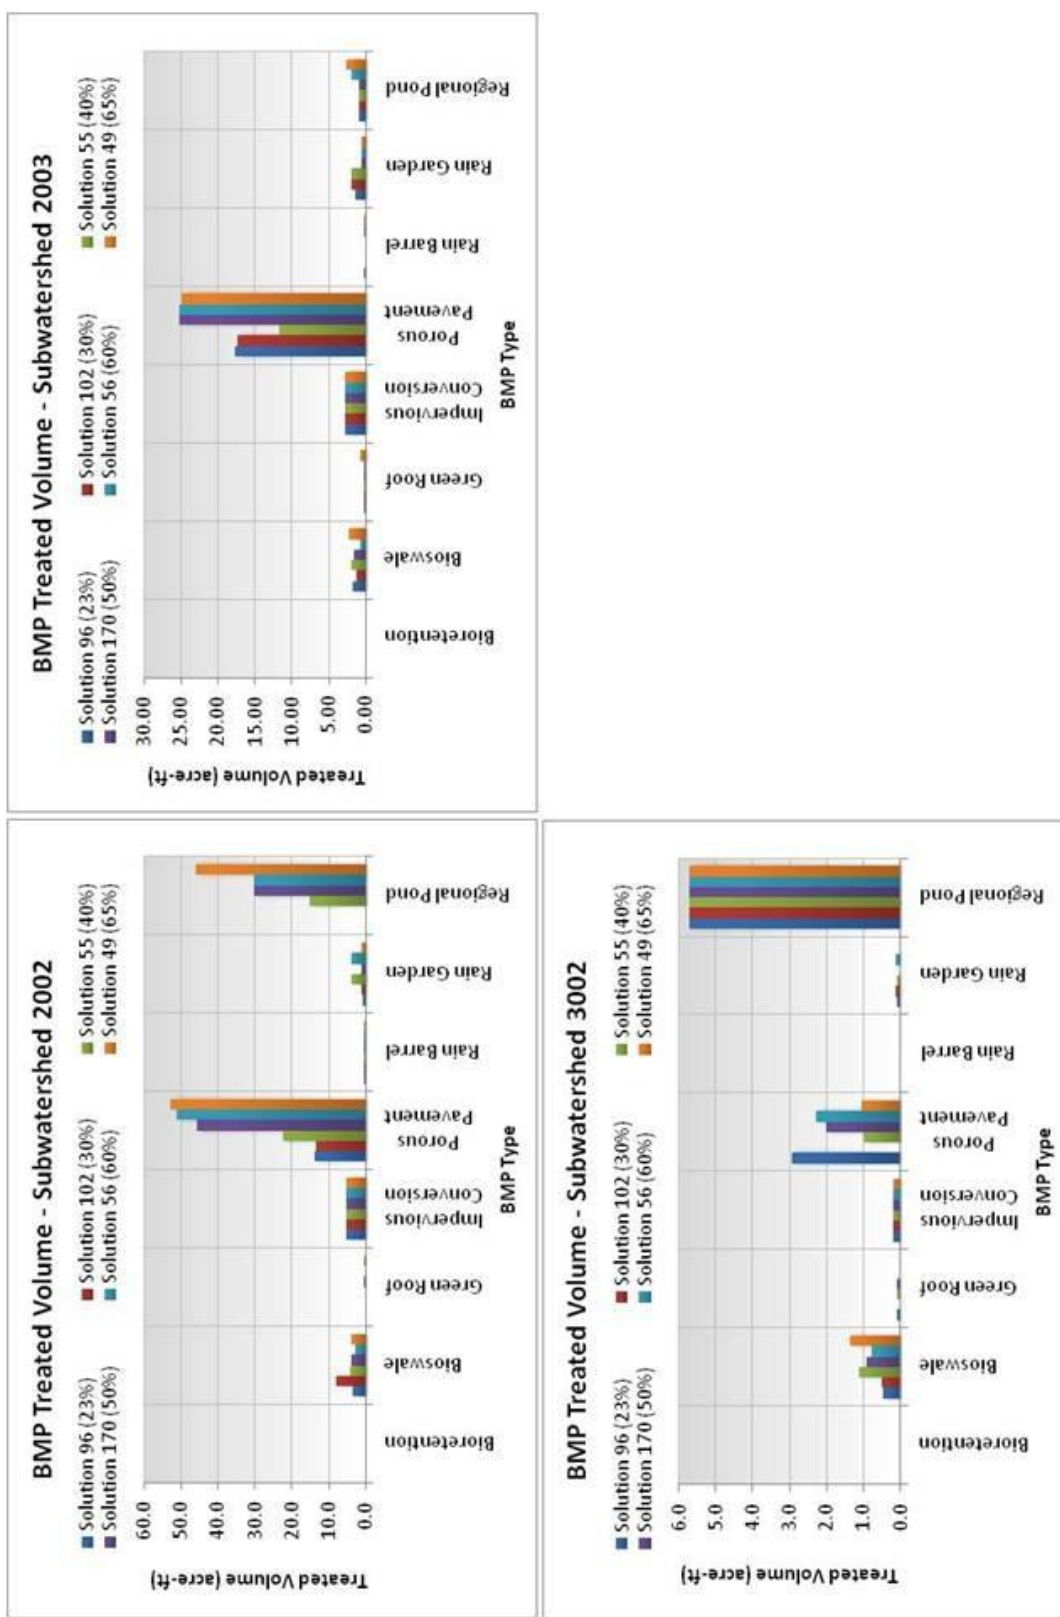 BMP Treated Volume - Subwatershed 2002
Solution 96 (23%) Solution 102 (30%) Solution 55 (40%)
Solution 170 (50%) Solution 56 (60%) Solution 49 (65%)
Treated Volume (acre-ft)
60.0
50.0
40.0
30.0
20.0
10.0
0.0
Bioretention
Bioswale
Green Roof
Impervious
Conversion
Porous
Pavement
Rain Barrel
Rain Garden
Regional Pond
BMP Type
BMP Treated Volume - Subwatershed 2003
Solution 96 (23%) Solution 102 (30%) Solution 55 (40%)
Solution 170 (50%) Solution 56 (60%) Solution 49 (65%)
Treated Volume (acre-ft)
30.00
25.00
20.00
15.00
10.00
5.00
0.00
Bioretention
Bioswale
Green Roof
Impervious
Conversion
Porous
Pavement
Rain Barrel
Rain Garden
Regional Pond
BMP Type
BMP Treated Volume - Subwatershed 3002
Solution 96 (23%) Solution 102 (30%) Solution 55 (40%)
Solution 170 (50%) Solution 56 (60%) Solution 49 (65%)
Treated Volume (acre-ft)
6.0
5.0
4.0
3.0
2.0
1.0
0.0
Bioretention
Bioswale
Green Roof
Impervious
Conversion
Porous
Pavement
Rain Barrel
Rain Garden
Regional Pond
BMP Type